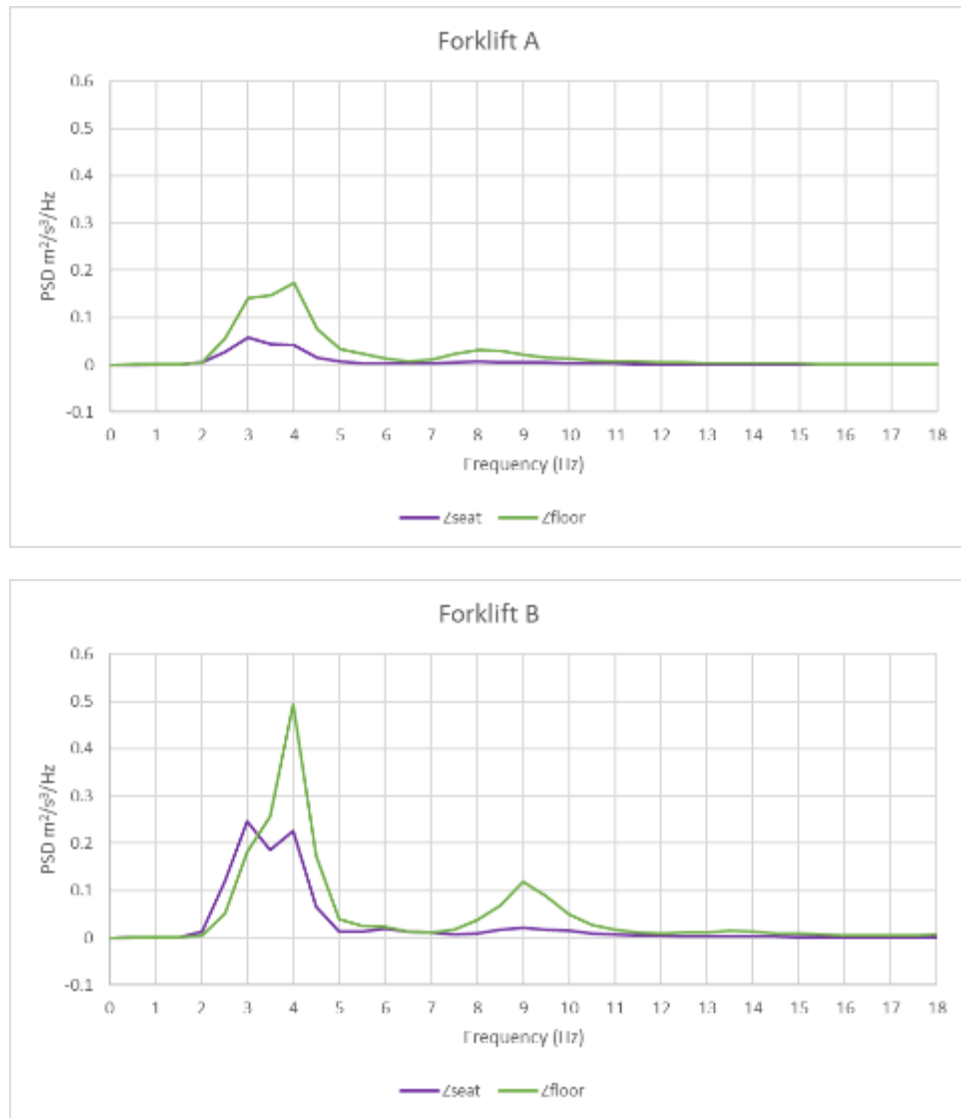 Forklift A
0.6
0.5
0.4
0.3
0.2
0.1
0
-0.1
PSD m²/s³/Hz
0 1 2 3 4 5 6 7 8 9 10 11 12 13 14 15 16 17 18
Frequency (Hz)
Zseat Zfloor
Forklift B
0.6
0.5
0.4
0.3
0.2
0.1
0
-0.1
PSD m²/s³/Hz
0 1 2 3 4 5 6 7 8 9 10 11 12 13 14 15 16 17 18
Frequency (Hz)
Zseat Zfloor